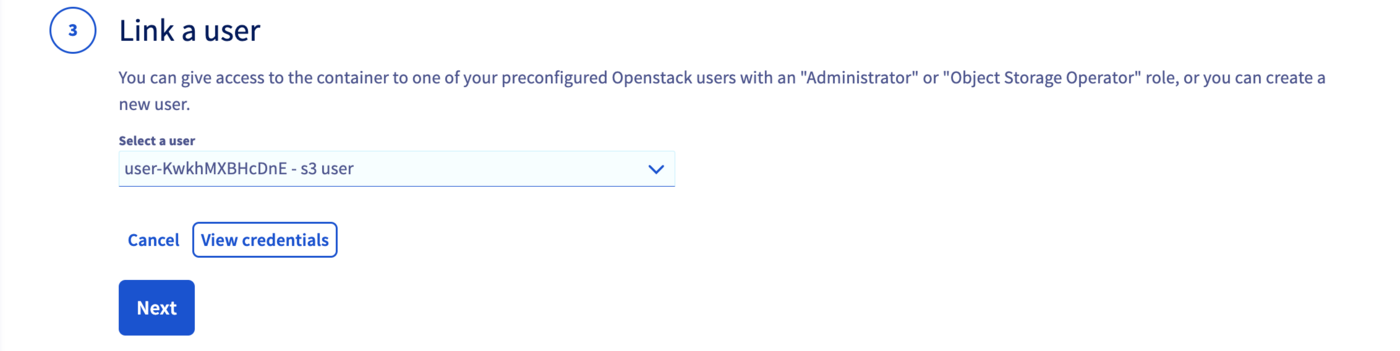 3
Link a user
You can give access to the container to one of your preconfigured Openstack users with an "Administrator" or "Object Storage Operator" role, or you can create a
new user.
Select a user
user-KwkhMXBHcDnE - s3 user
Cancel
View credentials
Next